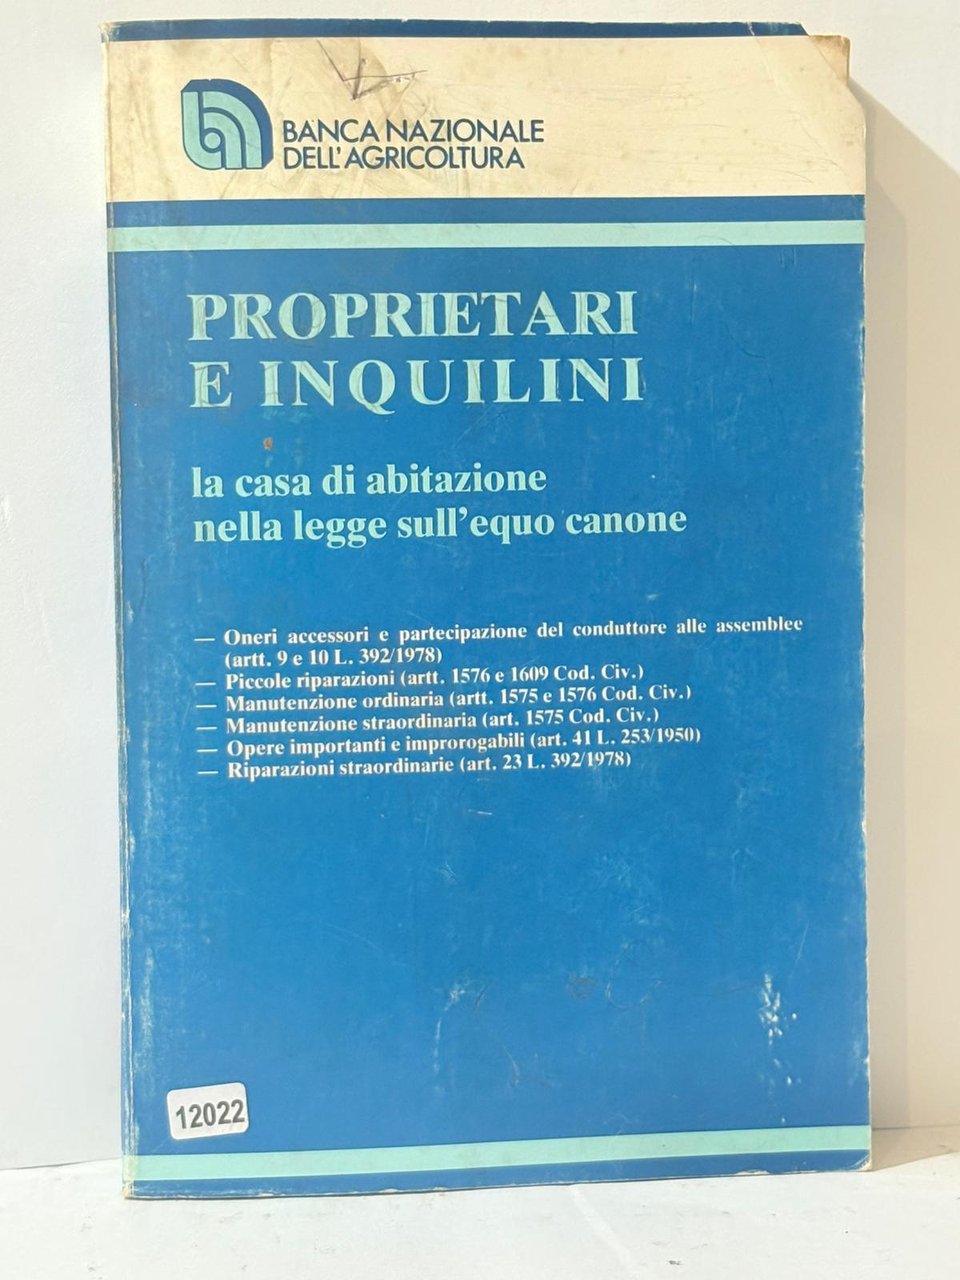 BANCA NAZIONALE
DELL'AGRICOLTURA
PROPRIETARI
E INQUILINI
la casa di abitazione
nella legge sull'equo canone
— Oneri accessori e partecipazione del conduttore alle assemblee
(artt. 9 e 10 L. 392/1978)
— Piccole riparazioni (artt. 1576 e 1609 Cod. Civ.)
— Manutenzione ordinaria (artt. 1575 e 1576 Cod. Civ.)
— Manutenzione straordinaria (art. 1575 Cod. Civ.)
— Opere importanti e improrogabili (art. 41 L. 253/1950)
— Riparazioni straordinarie (art. 23 L. 392/1978)
12022